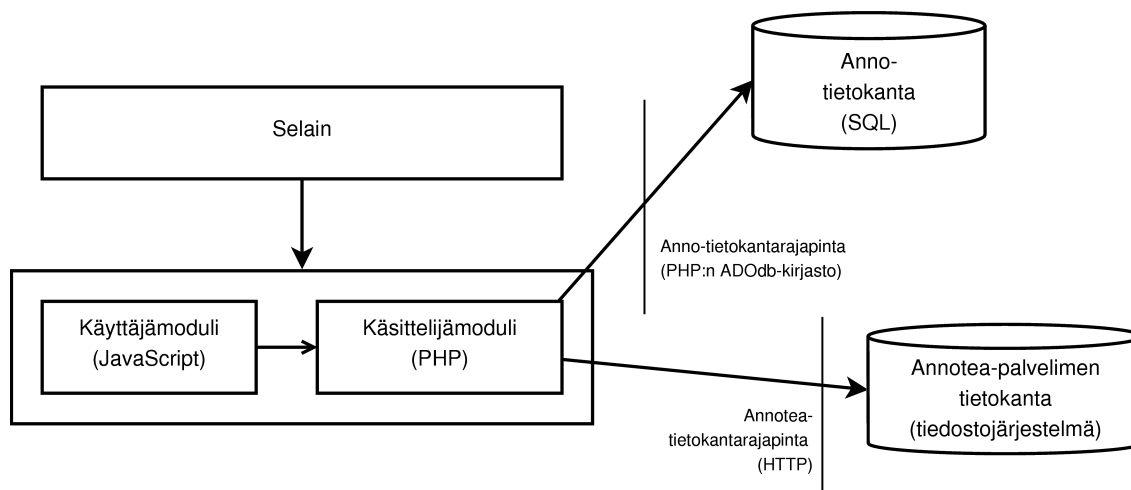 Anno-
tietokanta
(SQL)
Selain
Anno-tietokantarajapinta
(PHP:n ADOdb-kirjasto)
Käyttäjämoduli
(JavaScript)
Käsittelijämoduli
(PHP)
Annotea-palvelimen
tietokanta
(tiedostojärjestelmä)
Annotea-
tietokantarajapinta
(HTTP)